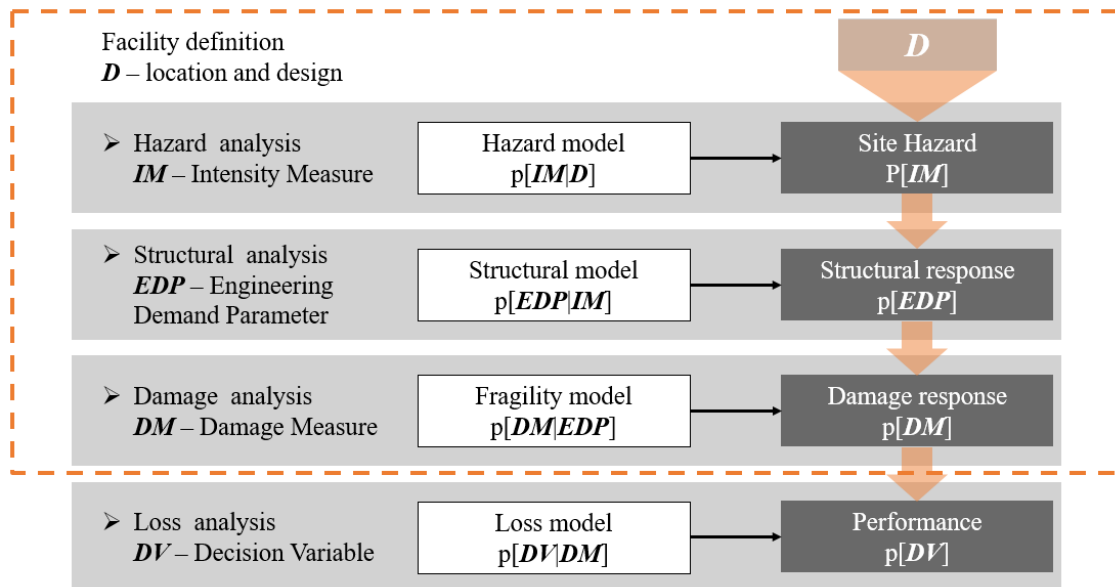 Facility definition
D – location and design
D
➤ Hazard analysis
IM – Intensity Measure
Hazard model
p[IM|D]
Site Hazard
P[IM]
➤ Structural analysis
EDP – Engineering
Demand Parameter
Structural model
p[EDP|IM]
Structural response
p[EDP]
➤ Damage analysis
DM – Damage Measure
Fragility model
p[DM|EDP]
Damage response
p[DM]
➤ Loss analysis
DV – Decision Variable
Loss model
p[DV|DM]
Performance
p[DV]